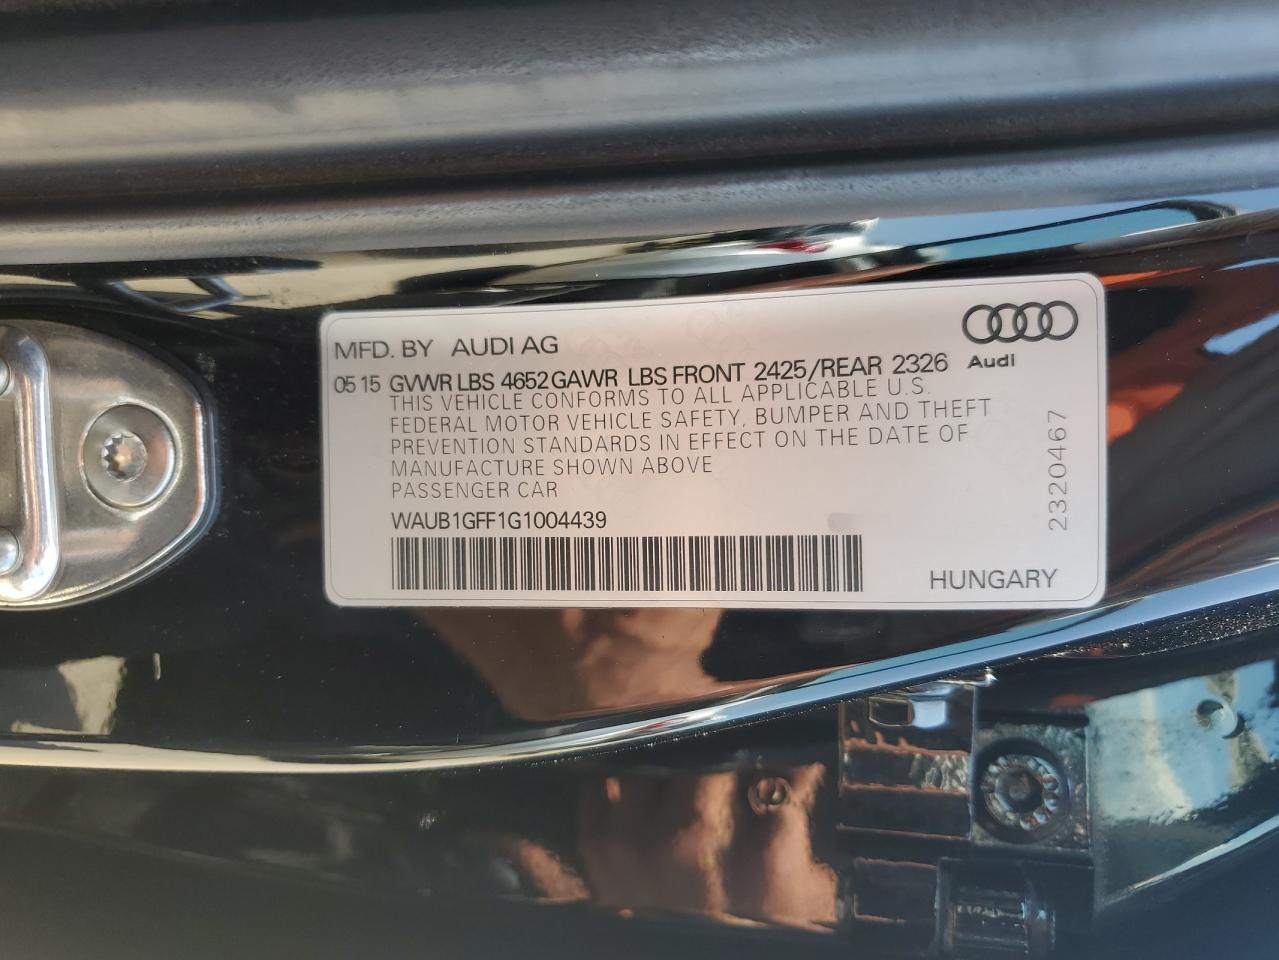 MFD. BY AUDI AG
Audi
05 15 GVWR LBS 4652 GAWR LBS FRONT 2425/REAR 2326
THIS VEHICLE CONFORMS TO ALL APPLICABLE U.S.
FEDERAL MOTOR VEHICLE SAFETY, BUMPER AND THEFT
PREVENTION STANDARDS IN EFFECT ON THE DATE OF
MANUFACTURE SHOWN ABOVE
PASSENGER CAR
WAUB1GFF1G1004439
HUNGARY
2320467